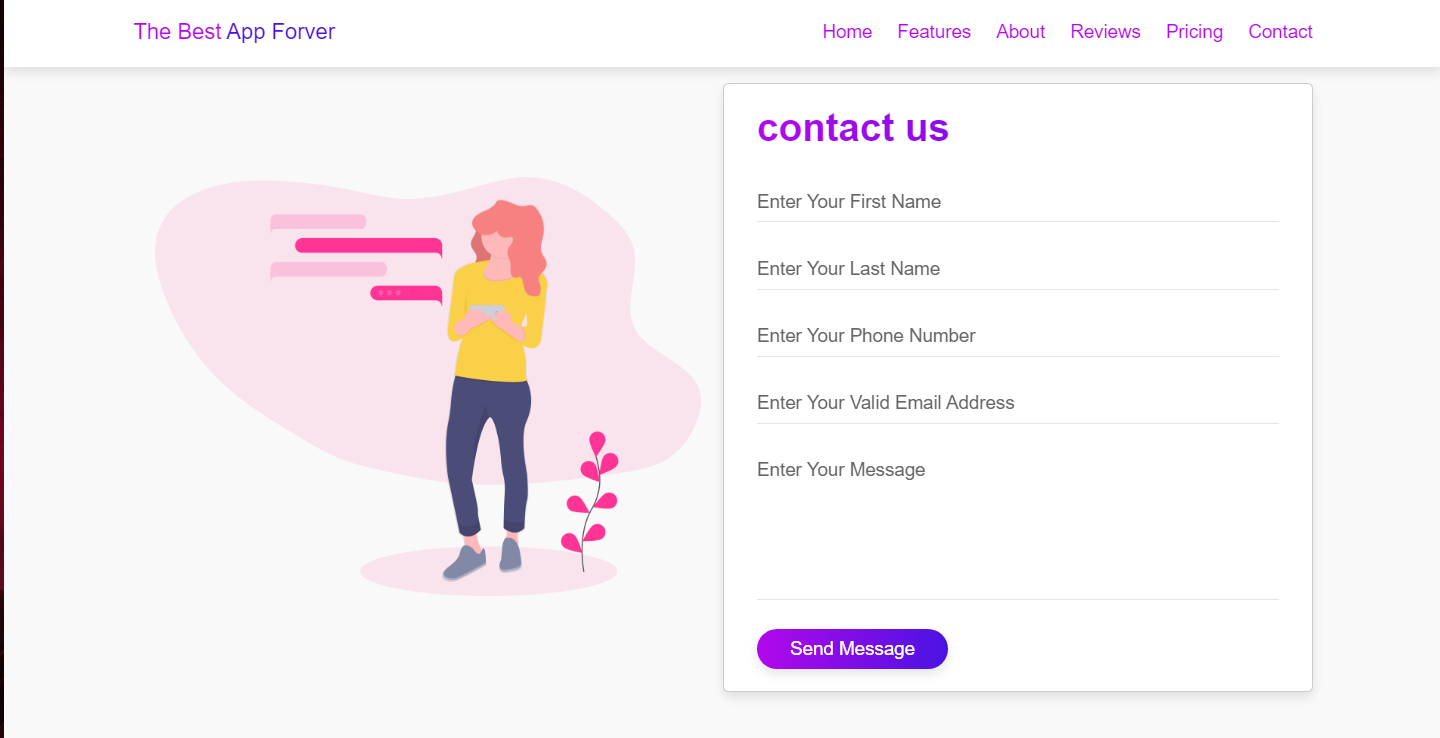 The Best App Forver
Home Features About Reviews Pricing Contact
contact us
Enter Your First Name
Enter Your Last Name
Enter Your Phone Number
Enter Your Valid Email Address
Enter Your Message
Send Message